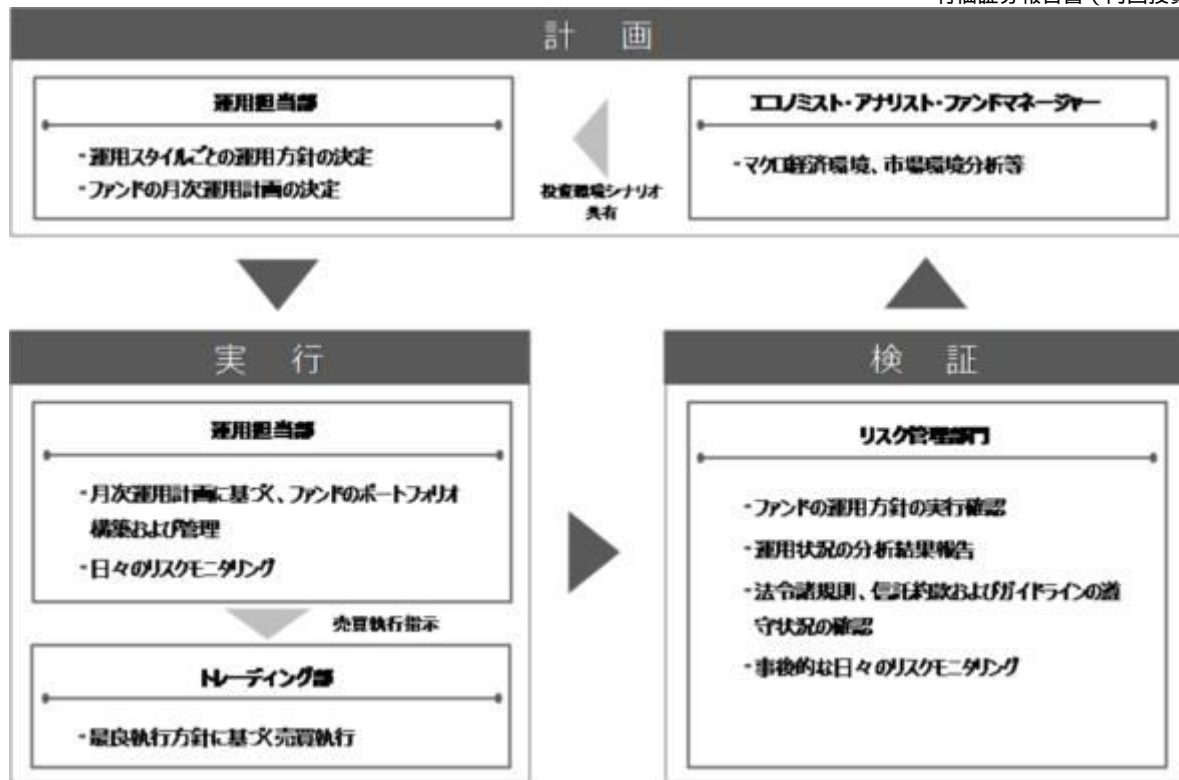 計 画
運用担当部
-運用スタイルごとの運用方針の決定
-ファンドの月次運用計画の決定
投資環境シナリオ
共有
エコノミスト・アナリスト・ファンドマネージャー
-マクロ経済環境、市場環境分析等
実 行
運用担当部
-月次運用計画に基づく、ファンドのポートフォリオ
構築および管理
-日々のリスクモニタリング
売買執行指示
トレーディング部
-最良執行方針に基づく売買執行
検 証
リスク管理部門
-ファンドの運用方針の実行確認
-運用状況の分析結果報告
-法令諸規則、信託約款およびガイドラインの遵
守状況の確認
-事後的な日々のリスクモニタリング